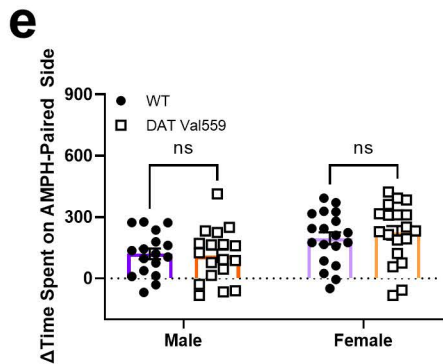 e
ΔTime Spent on AMPH-Paired Side
WT
DAT Val559
900
600
300
0
ns
ns
Male
Female